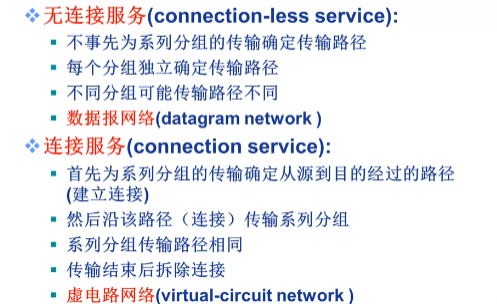 无连接服务(connection-less service):
不事先为系列分组的传输确定传输路径
每个分组独立确定传输路径
不同分组可能传输路径不同
数据报网络(datagram network )
连接服务(connection service):
首先为系列分组的传输确定从源到目的经过的路径
(建立连接)
然后沿该路径（连接）传输系列分组
系列分组传输路径相同
传输结束后拆除连接
虚电路网络(virtual-circuit network )